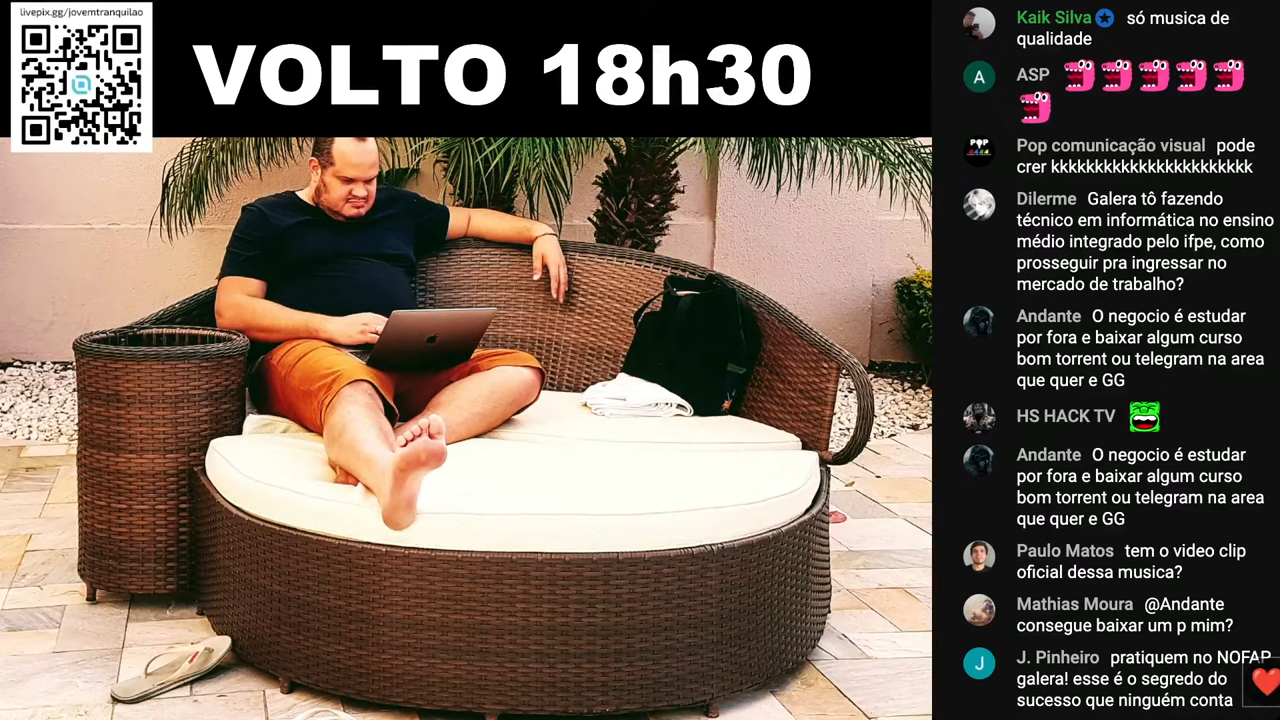 livepix.gg/jovemtranquilao
VOLTO 18h30
Kaik Silva só musica de
qualidade
A ASP
POP
Pop comunicação visual pode
crer kkkkkkkkkkkkkkkkkkkkkkk
Dilerme Galera tô fazendo
técnico em informática no ensino
médio integrado pelo ifpe, como
prosseguir pra ingressar no
mercado de trabalho?
Andante O negocio é estudar
por fora e baixar algum curso
bom torrent ou telegram na area
que quer e GG
HS HACK TV
Andante O negocio é estudar
por fora e baixar algum curso
bom torrent ou telegram na area
que quer e GG
Paulo Matos tem o video clip
oficial dessa musica?
Mathias Moura @Andante
consegue baixar um p mim?
J J. Pinheiro pratiquem no NOFAP
galera! esse é o segredo do
sucesso que ninguém conta